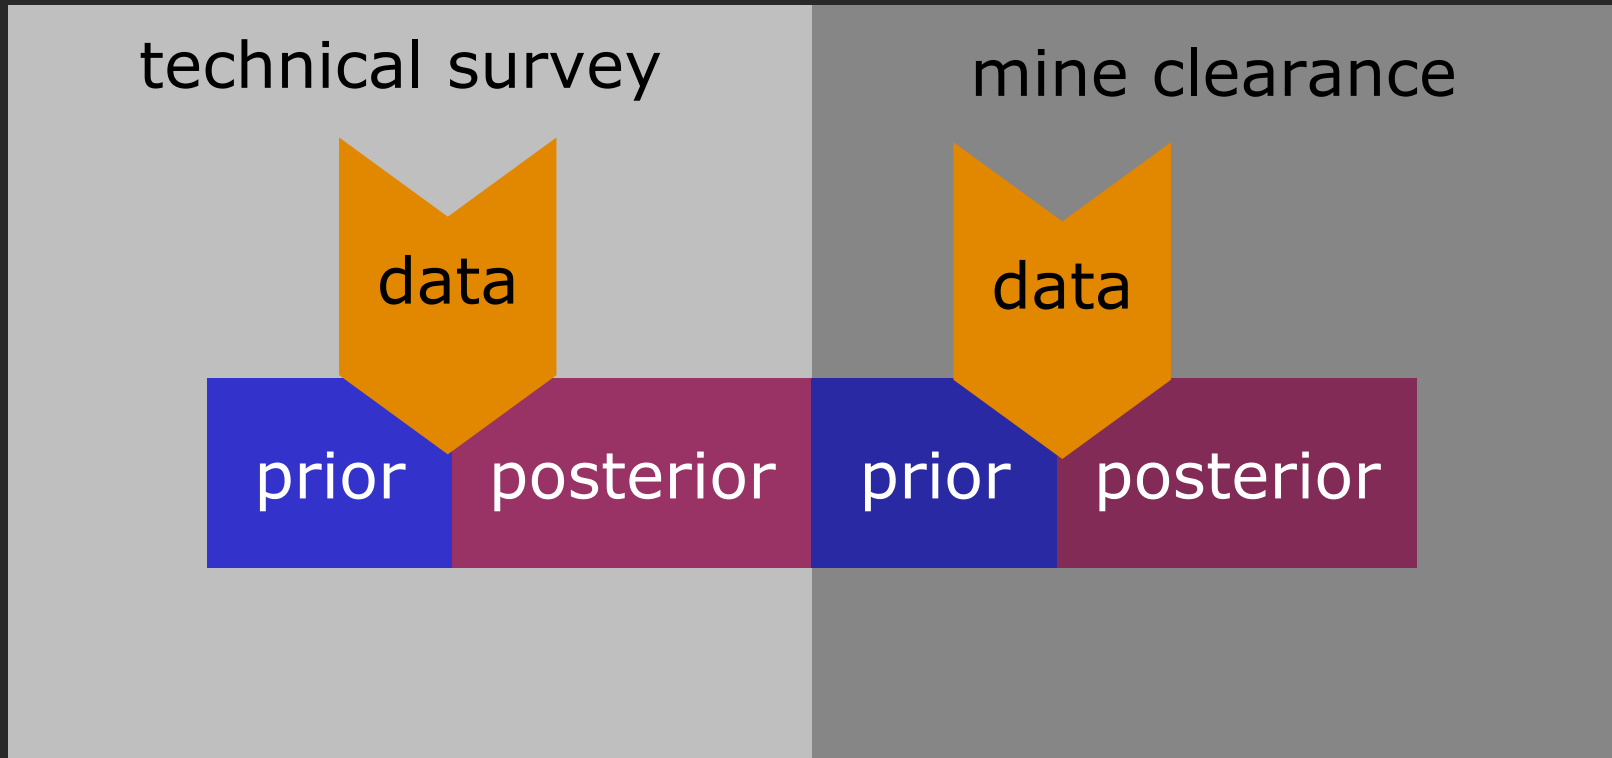 technical survey
mine clearance
data
data
prior
posterior
prior
posterior